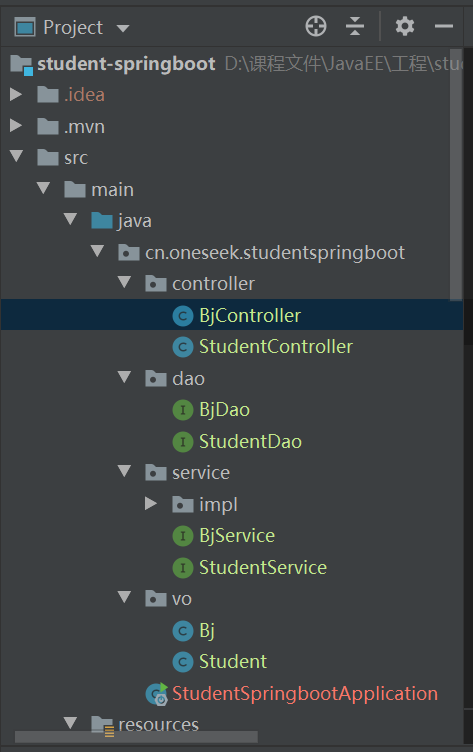 Project
student-springboot D:\课程文件\JavaEE\工程\stu
.idea
.mvn
src
main
java
cn.oneseek.studentspringboot
controller
BjController
StudentController
dao
BjDao
StudentDao
service
impl
BjService
StudentService
vo
Bj
Student
StudentSpringbootApplication
resources